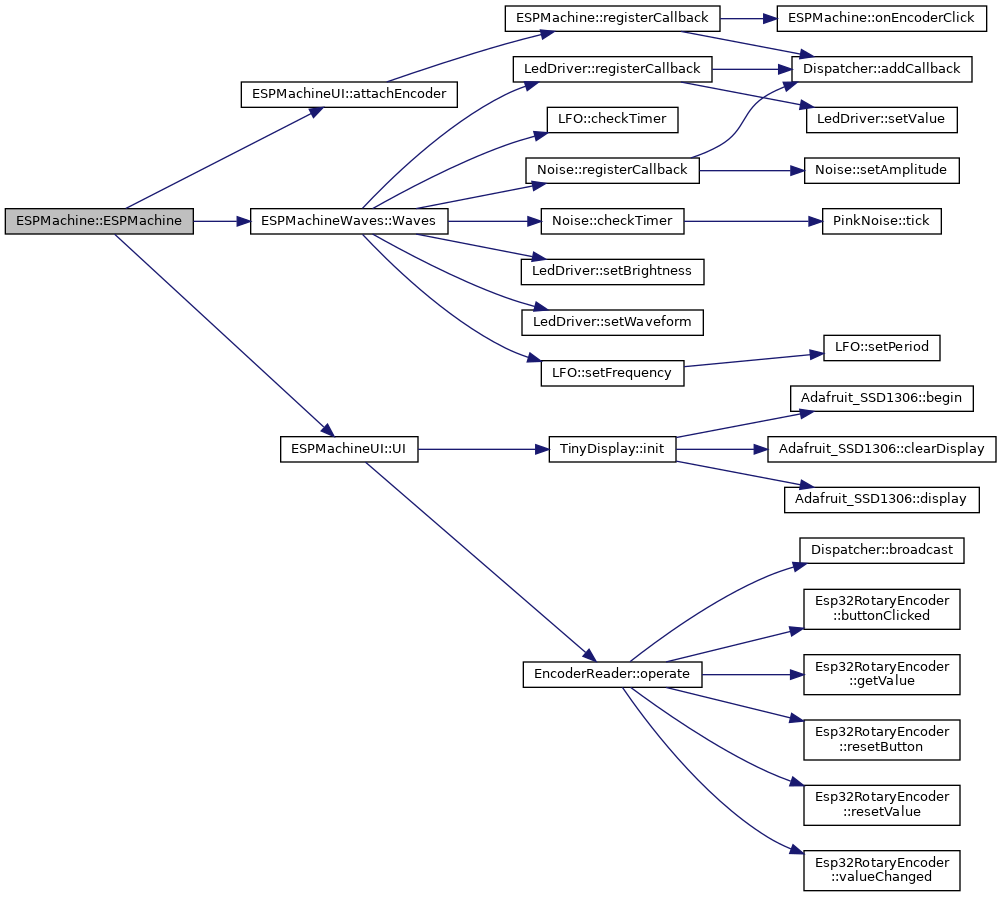 ESPMachine::registerCallback
ESPMachine::onEncoderClick
LedDriver::registerCallback
Dispatcher::addCallback
ESPMachineUI::attachEncoder
LFO::checkTimer
LedDriver::setValue
Noise::registerCallback
Noise::setAmplitude
ESPMachine::ESPMachine
ESPMachineWaves::Waves
Noise::checkTimer
PinkNoise::tick
LedDriver::setBrightness
LedDriver::setWaveform
LFO::setPeriod
LFO::setFrequency
Adafruit_SSD1306::begin
ESPMachineUI::UI
TinyDisplay::init
Adafruit_SSD1306::clearDisplay
Adafruit_SSD1306::display
Dispatcher::broadcast
Esp32RotaryEncoder
::buttonClicked
EncoderReader::operate
Esp32RotaryEncoder
::getValue
Esp32RotaryEncoder
::resetButton
Esp32RotaryEncoder
::resetValue
Esp32RotaryEncoder
::valueChanged